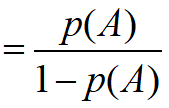 = p(A) / (1 − p(A))